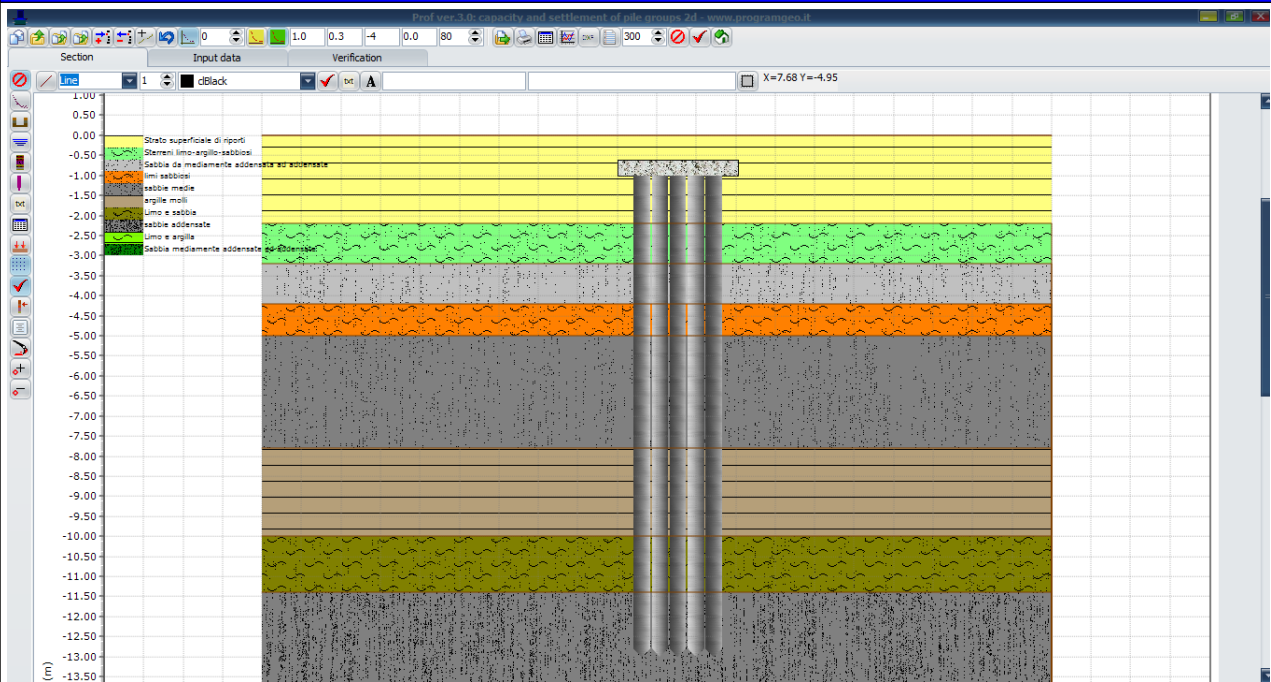 Prof ver.3.0: capacity and settlement of pile groups 2d - www.programgeo.it
0 1.0 0.3 -4 0.0 80 DXF 300
Section Input data Verification
Line 1 clBlack txt A X=7.68 Y=-4.95
txt
1.00
0.50
0.00
-0.50
-1.00
-1.50
-2.00
-2.50
-3.00
-3.50
-4.00
-4.50
-5.00
-5.50
-6.00
-6.50
-7.00
-7.50
-8.00
-8.50
-9.00
-9.50
-10.00
-10.50
-11.00
-11.50
-12.00
-12.50
-13.00
-13.50
(m)
Strato superficiale di riporti
Sterreni limo-argillo-sabbiosi
Sabbia da mediamente addensata ad addensate
limi sabbiosi
sabbie medie
argille molli
Limo e sabbia
sabbie addensate
Limo e argilla
Sabbia mediamente addensate ad addensate